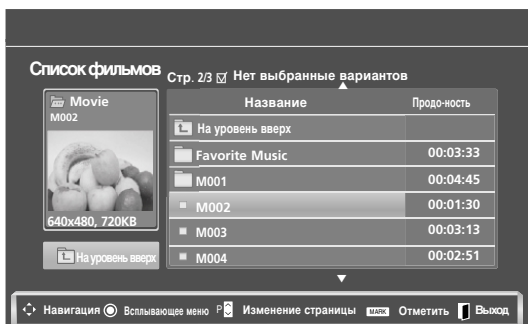 Список фильмов
Стр. 2/3 Нет выбранные вариантов
Movie
M002
640x480, 720KB
На уровень вверх
Название Продо-ность
На уровень вверх
Favorite Music 00:03:33
M001 00:04:45
M002 00:01:30
M003 00:03:13
M004 00:02:51
Навигация Всплывающее меню P Изменение страницы MARK Отметить Выход